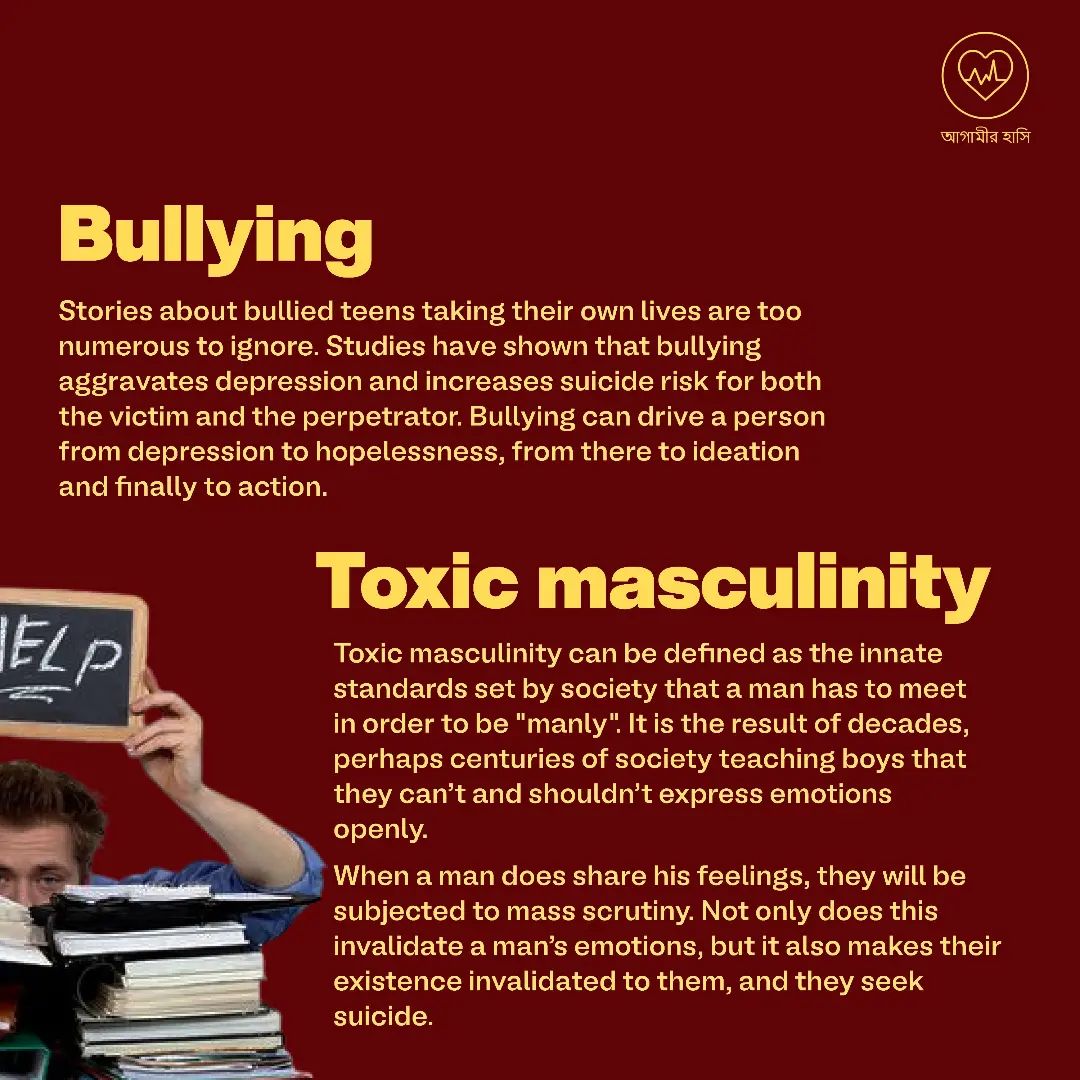 আগামীর হাসি
Bullying
Stories about bullied teens taking their own lives are too
numerous to ignore. Studies have shown that bullying
aggravates depression and increases suicide risk for both
the victim and the perpetrator. Bullying can drive a person
from depression to hopelessness, from there to ideation
and finally to action.
Toxic masculinity
Toxic masculinity can be defined as the innate
standards set by society that a man has to meet
in order to be "manly". It is the result of decades,
perhaps centuries of society teaching boys that
they can’t and shouldn’t express emotions
openly.
When a man does share his feelings, they will be
subjected to mass scrutiny. Not only does this
invalidate a man’s emotions, but it also makes their
existence invalidated to them, and they seek
suicide.
HELP